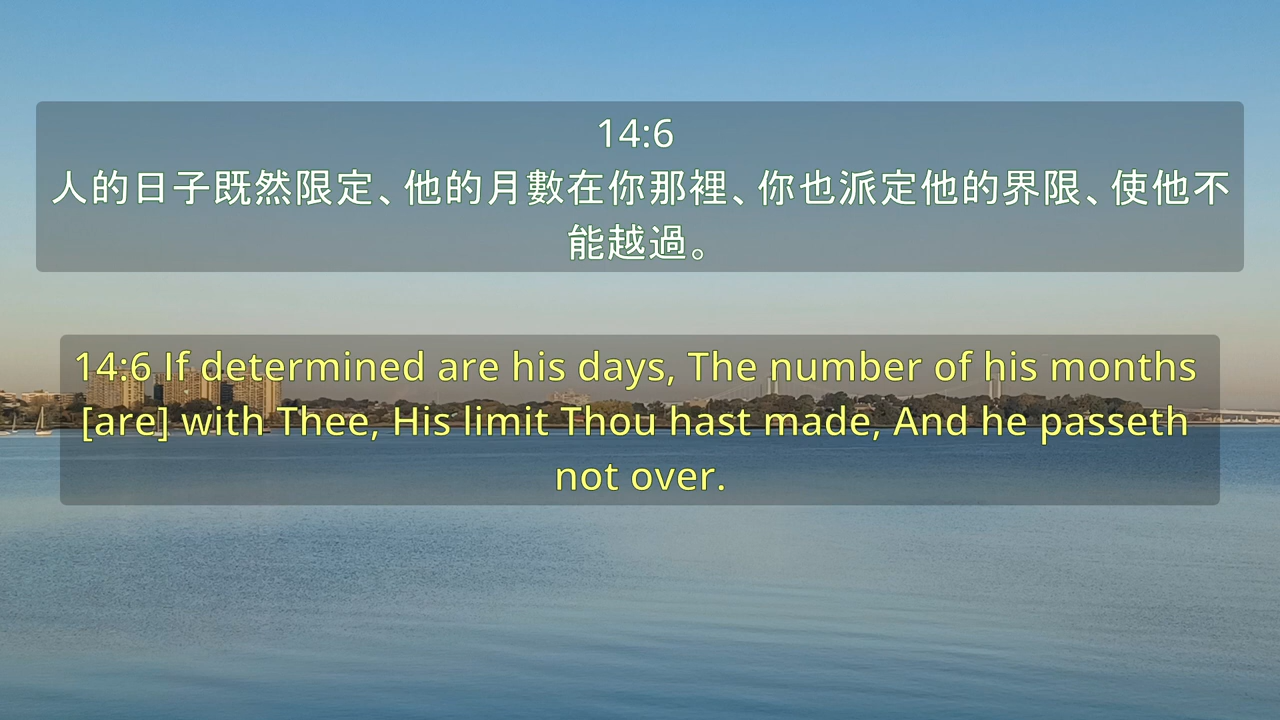 14:6
人的日子既然限定、他的月數在你那裡、你也派定他的界限、使他不
能越過。
14:6 If determined are his days, The number of his months
[are] with Thee, His limit Thou hast made, And he passeth
not over.